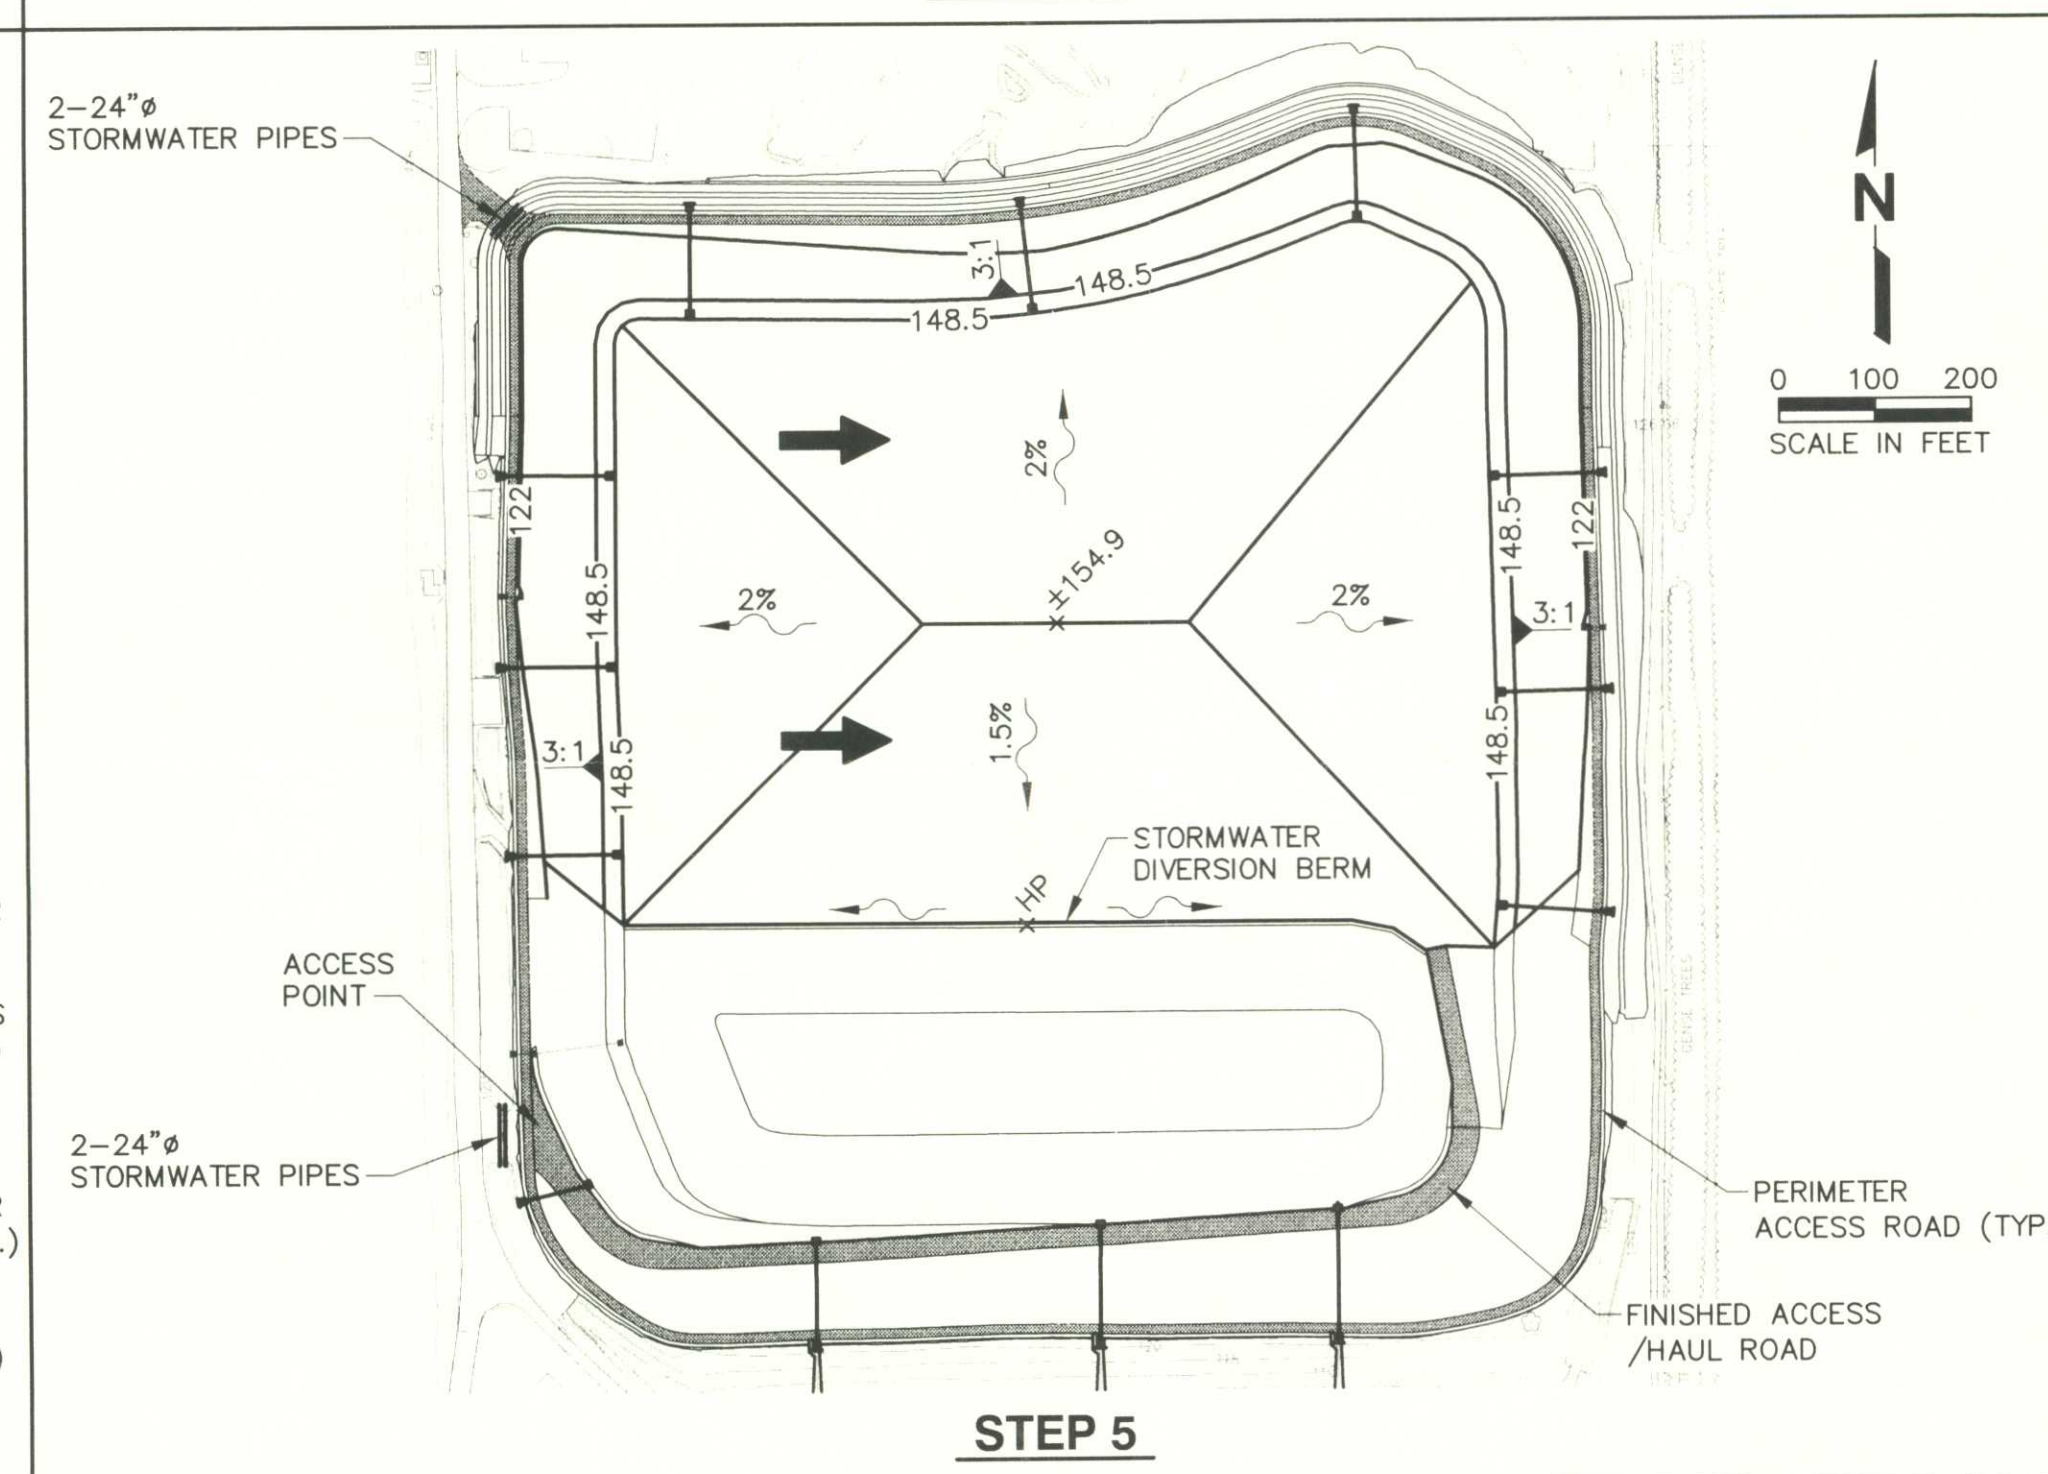 2-24"ø
STORMWATER PIPES
N
0 100 200
SCALE IN FEET
3:1
148.5
148.5
2%
122
148.5
122
±154.9
148.5
2%
2%
3:1
1.5%
148.5
3:1
148.5
STORMWATER
DIVERSION BERM
HP
ACCESS
POINT
DENSE TREES
2-24"ø
STORMWATER PIPES
PERIMETER
ACCESS ROAD (TYP
FINISHED ACCESS
/HAUL ROAD
STEP 5